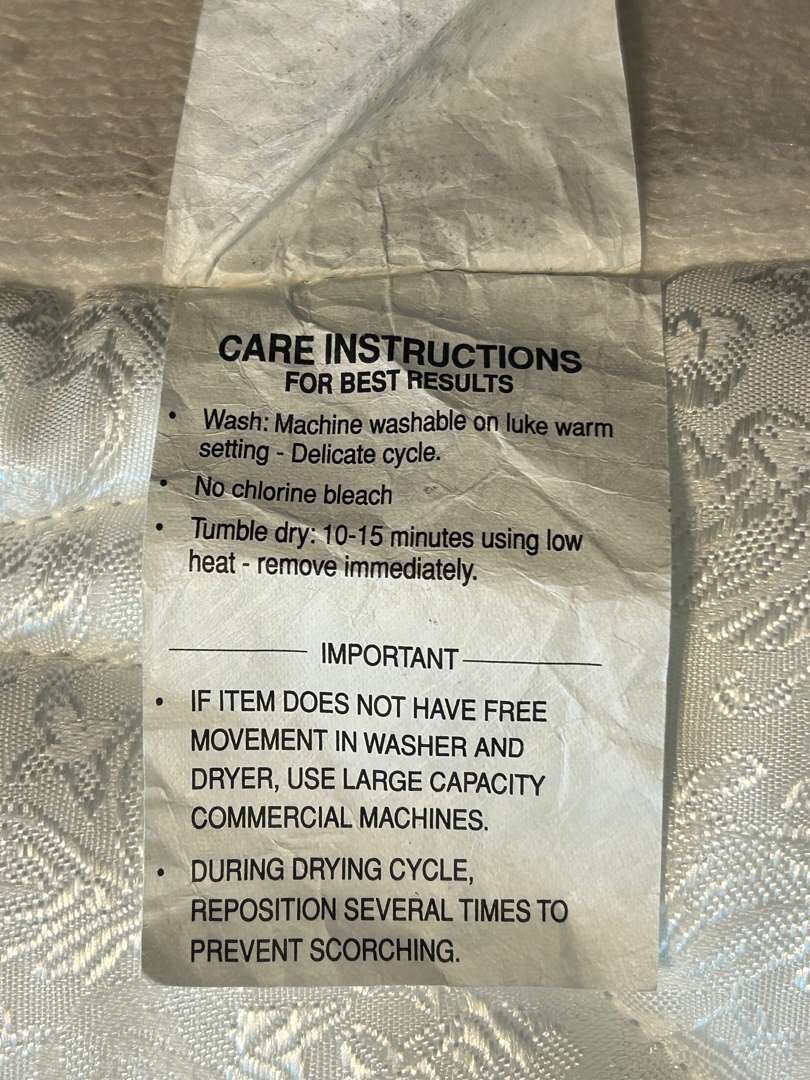 CARE INSTRUCTIONS
FOR BEST RESULTS
• Wash: Machine washable on luke warm
setting - Delicate cycle.
• No chlorine bleach
• Tumble dry: 10-15 minutes using low
heat - remove immediately.
IMPORTANT
• IF ITEM DOES NOT HAVE FREE
MOVEMENT IN WASHER AND
DRYER, USE LARGE CAPACITY
COMMERCIAL MACHINES.
• DURING DRYING CYCLE,
REPOSITION SEVERAL TIMES TO
PREVENT SCORCHING.